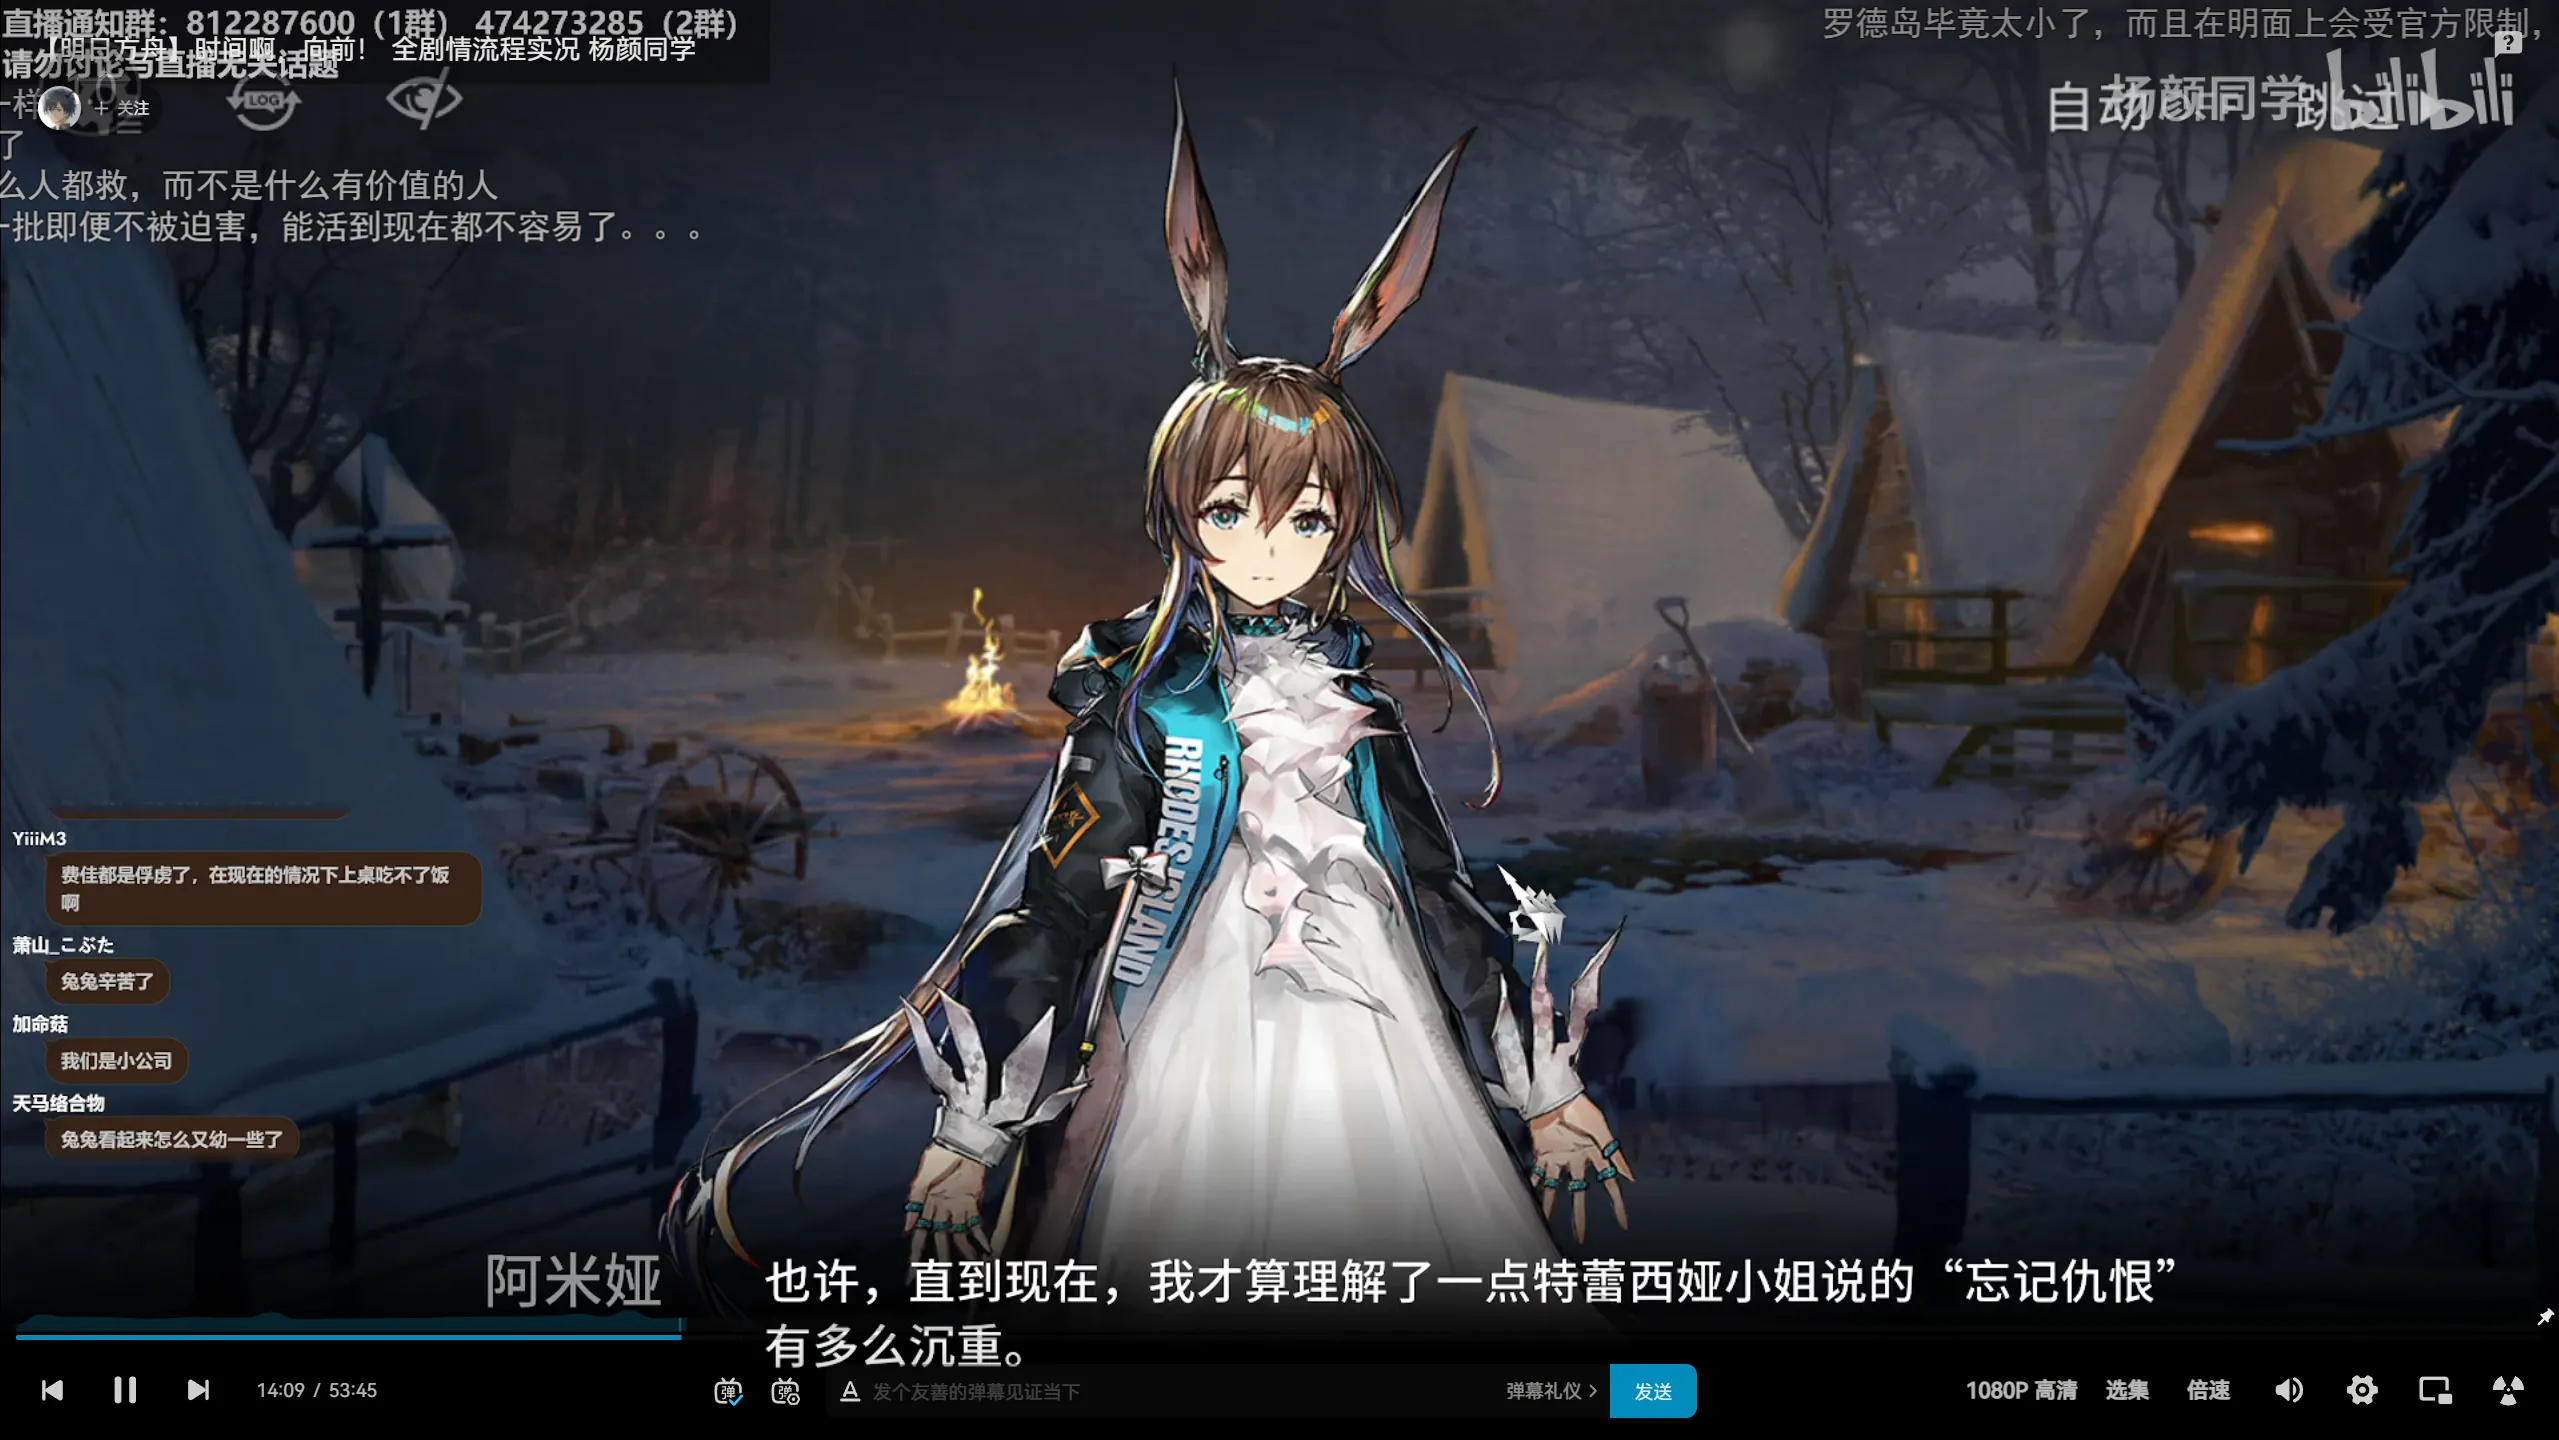 直播通知群：812287600（1群） 474273285（2群）
【明日方舟】时间啊，向前！ 全剧情流程实况 杨颜同学
请勿讨论与直播无关话题
罗德岛毕竟太小了，而且在明面上会受官方限制，
一样
+ 关注
LOG
自动
杨颜同学
跳过
bilibili
了
么人都救，而不是什么有价值的人
一批即便不被迫害，能活到现在都不容易了。。。
RHODES ISLAND
YiiiM3
费佳都是俘虏了，在现在的情况下上桌吃不了饭
啊
萧山_こぶた
兔兔辛苦了
加命菇
我们是小公司
天马络合物
兔兔看起来怎么又幼一些了
阿米娅
也许，直到现在，我才算理解了一点特蕾西娅小姐说的“忘记仇恨”
有多么沉重。
14:09 / 53:45
弹
弹
A
发个友善的弹幕见证当下
弹幕礼仪 >
发送
1080P 高清
选集
倍速